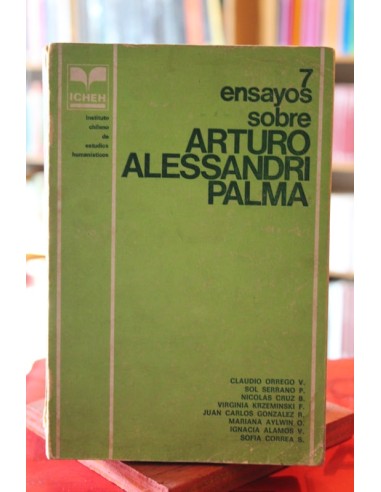 ICHEH
instituto
chileno
de
estudios
humanísticos
7
ensayos
sobre
ARTURO
ALESSANDRI
PALMA
CLAUDIO ORREGO V.
SOL SERRANO P.
NICOLAS CRUZ B.
VIRGINIA KRZEMINSKI F.
JUAN CARLOS GONZALEZ R.
MARIANA AYLWIN O.
IGNACIA ALAMOS V.
SOFIA CORREA S.